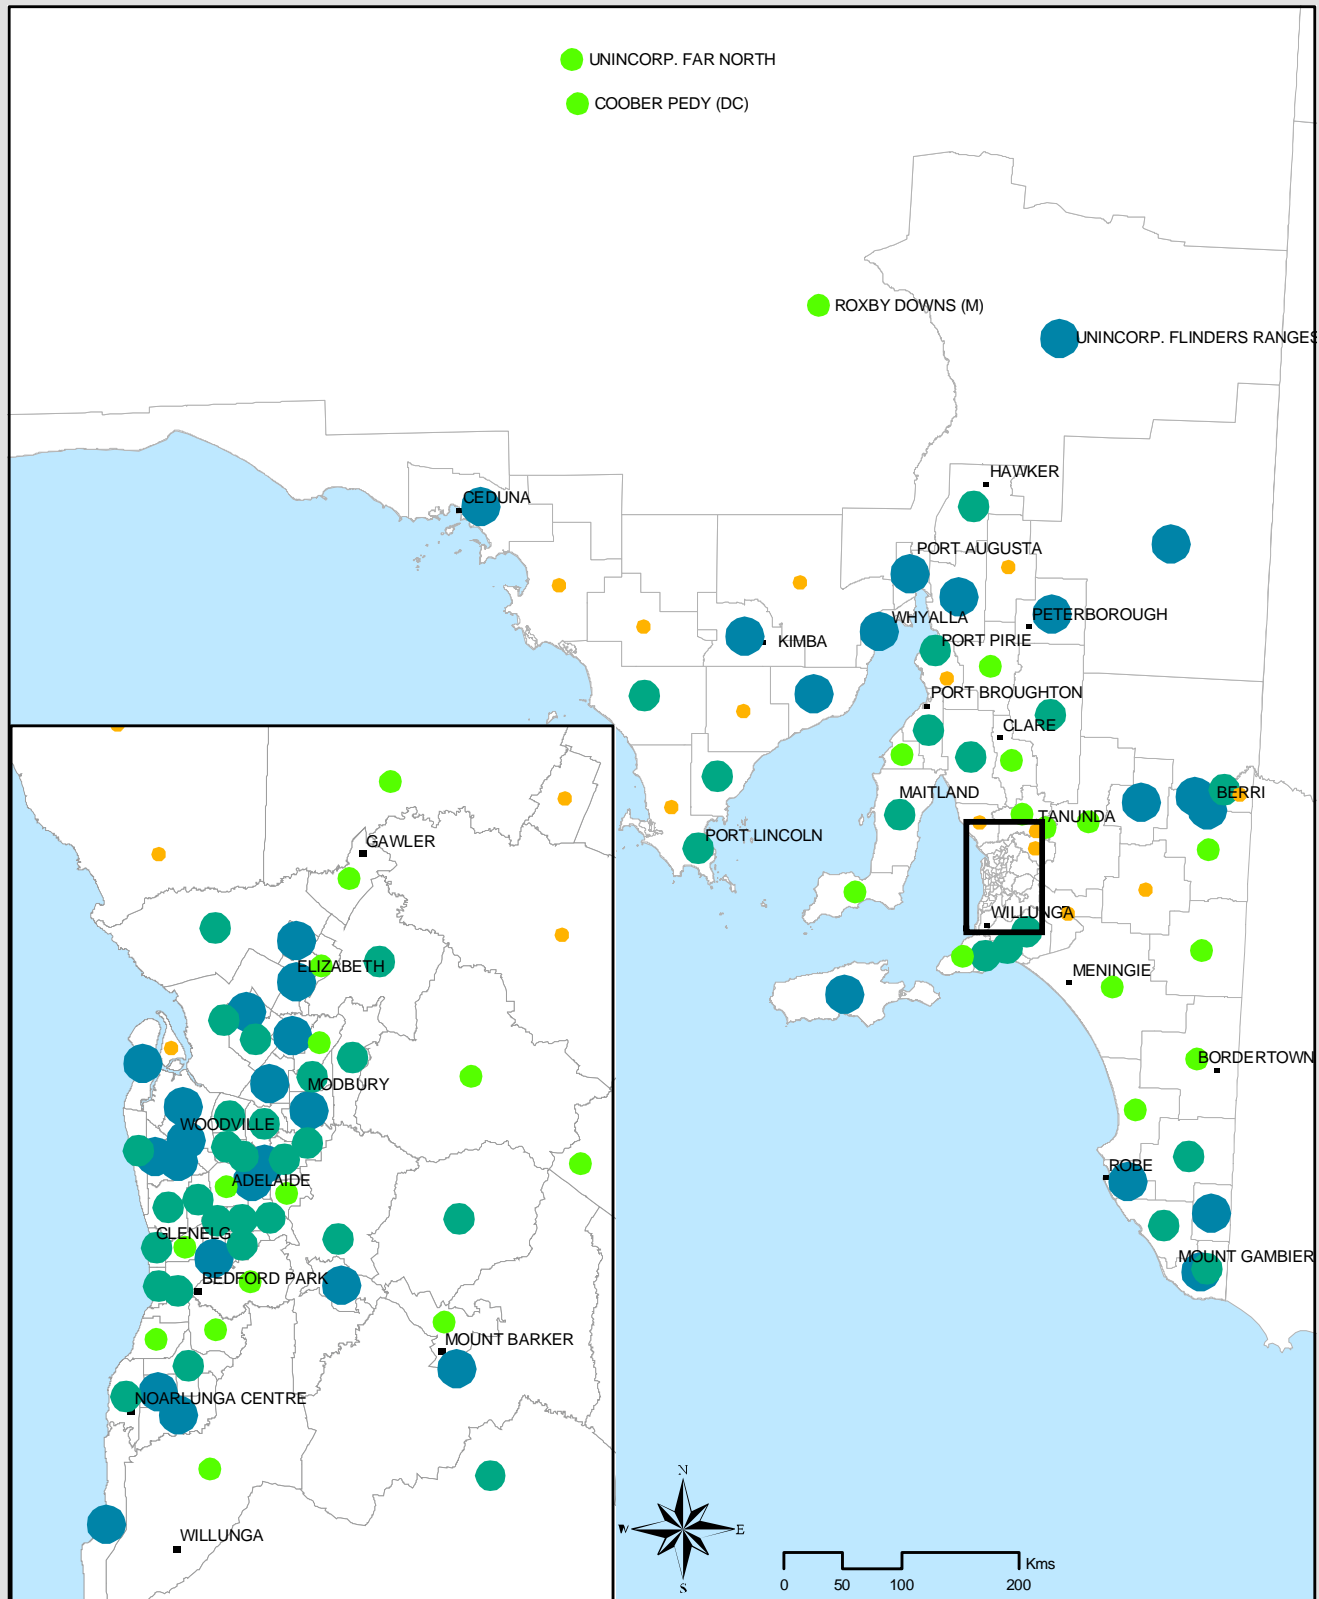 UNINCORP. FAR NORTH
COOBER PEDY (DC)
ROXBY DOWNS (M)
UNINCORP. FLINDERS RANGES
HAWKER
CEDUNA
PORT AUGUSTA
WHYALLA
PETERBOROUGH
KIMBA
PORT PIRIE
PORT BROUGHTON
CLARE
MAITLAND
BERRI
TANUNDA
PORT LINCOLN
GAWLER
WILLUNGA
ELIZABETH
MENINGIE
BORDERTOWN
MODBURY
WOODVILLE
ROBE
ADELAIDE
GLENELG
MOUNT GAMBIER
BEDFORD PARK
MOUNT BARKER
NOARLUNGA CENTRE
WILLUNGA
N
W
E
S
Kms
0 50 100 200